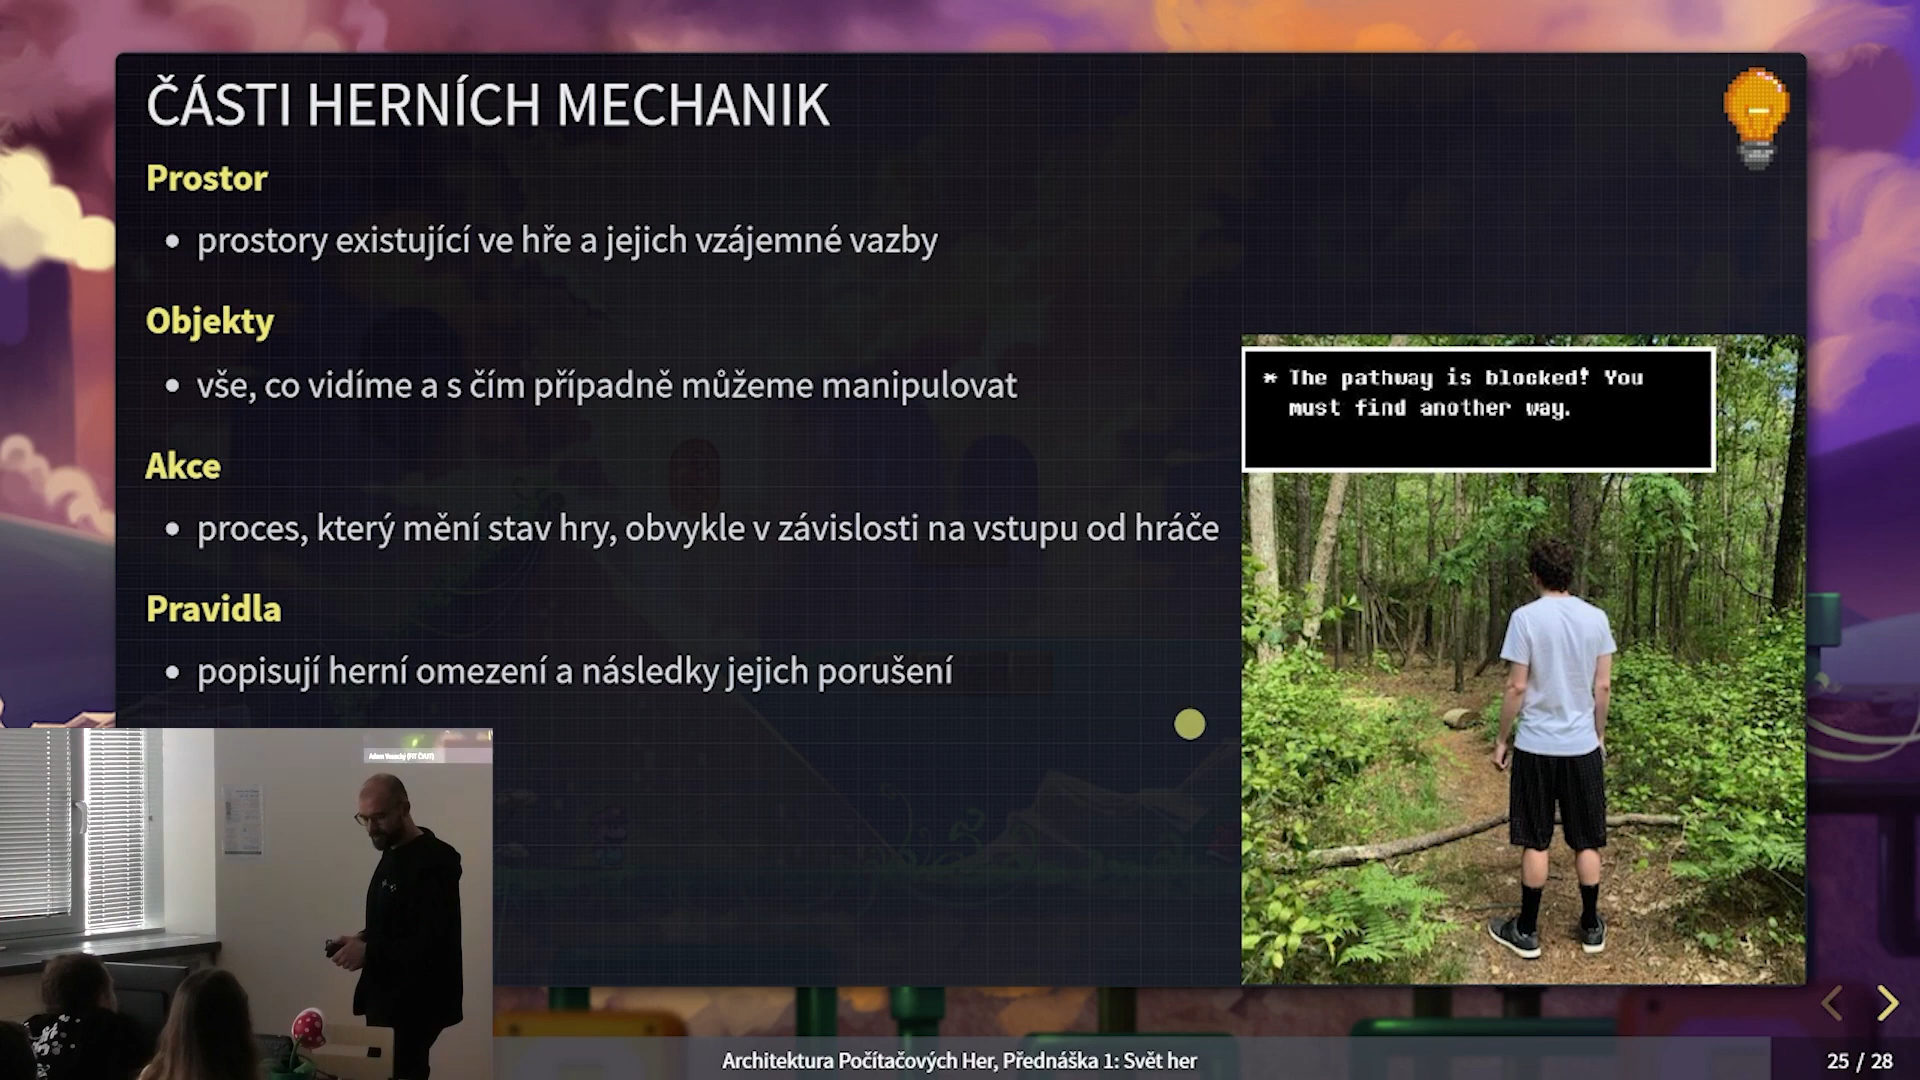 ČÁSTI HERNÍCH MECHANIK
Prostor
• prostory existující ve hře a jejich vzájemné vazby
Objekty
• vše, co vidíme a s čím případně můžeme manipulovat
Akce
• proces, který mění stav hry, obvykle v závislosti na vstupu od hráče
Pravidla
• popisují herní omezení a následky jejich porušení
* The pathway is blocked! You
must find another way.
Architektura Počítačových Her, Přednáška 1: Svět her
25 / 28